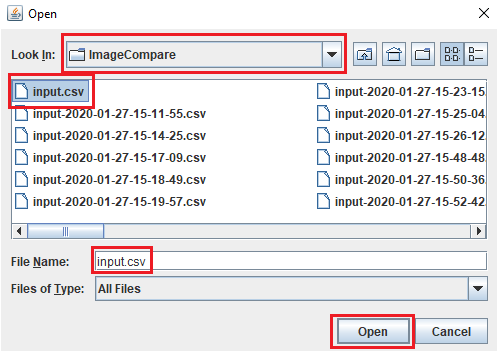 Open
Look In: ImageCompare
input.csv
input-2020-01-27-15-11-55.csv
input-2020-01-27-15-14-25.csv
input-2020-01-27-15-17-09.csv
input-2020-01-27-15-18-49.csv
input-2020-01-27-15-19-57.csv
input-2020-01-27-15-23-15
input-2020-01-27-15-25-04
input-2020-01-27-15-26-12
input-2020-01-27-15-48-48
input-2020-01-27-15-50-36
input-2020-01-27-15-52-42
File Name: input.csv
Files of Type: All Files
Open Cancel